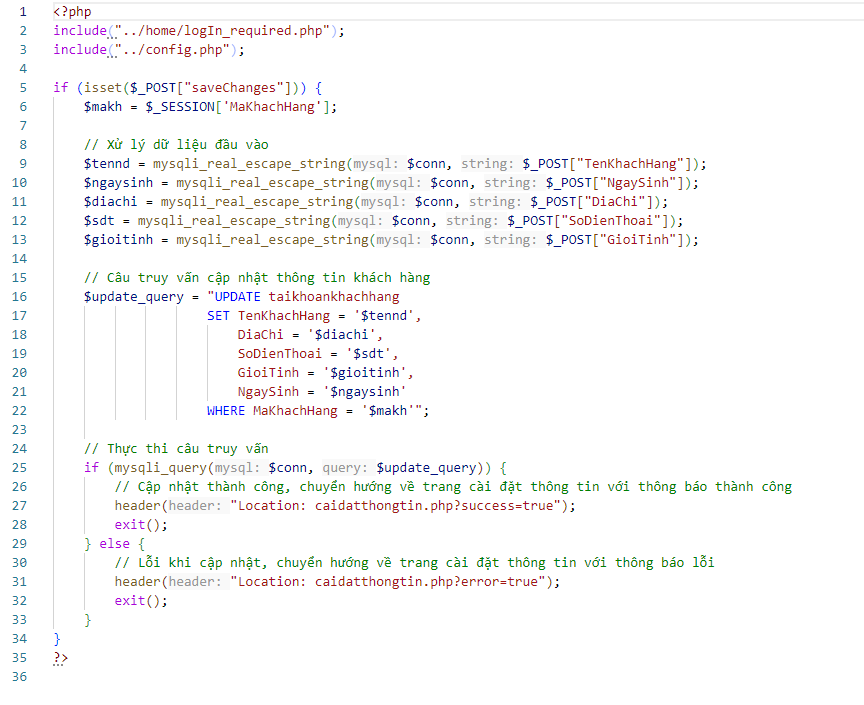 1 <?php
2 include("../home/logIn_required.php");
3 include("../config.php");
4
5 if (isset($_POST["saveChanges"])) {
6     $makh = $_SESSION['MaKhachHang'];
7
8     // Xử lý dữ liệu đầu vào
9     $tennd = mysqli_real_escape_string(mysql: $conn, string: $_POST["TenKhachHang"]);
10     $ngaysinh = mysqli_real_escape_string(mysql: $conn, string: $_POST["NgaySinh"]);
11     $diachi = mysqli_real_escape_string(mysql: $conn, string: $_POST["DiaChi"]);
12     $sdt = mysqli_real_escape_string(mysql: $conn, string: $_POST["SoDienThoai"]);
13     $gioitinh = mysqli_real_escape_string(mysql: $conn, string: $_POST["GioiTinh"]);
14
15     // Câu truy vấn cập nhật thông tin khách hàng
16     $update_query = "UPDATE taikhoankhachhang
17                     SET TenKhachHang = '$tennd',
18                         DiaChi = '$diachi',
19                         SoDienThoai = '$sdt',
20                         GioiTinh = '$gioitinh',
21                         NgaySinh = '$ngaysinh'
22                     WHERE MaKhachHang = '$makh'";
23
24     // Thực thi câu truy vấn
25     if (mysqli_query(mysql: $conn, query: $update_query)) {
26         // Cập nhật thành công, chuyển hướng về trang cài đặt thông tin với thông báo thành công
27         header(header: "Location: caidatthongtin.php?success=true");
28         exit();
29     } else {
30         // Lỗi khi cập nhật, chuyển hướng về trang cài đặt thông tin với thông báo lỗi
31         header(header: "Location: caidatthongtin.php?error=true");
32         exit();
33     }
34 }
35 ?>
36